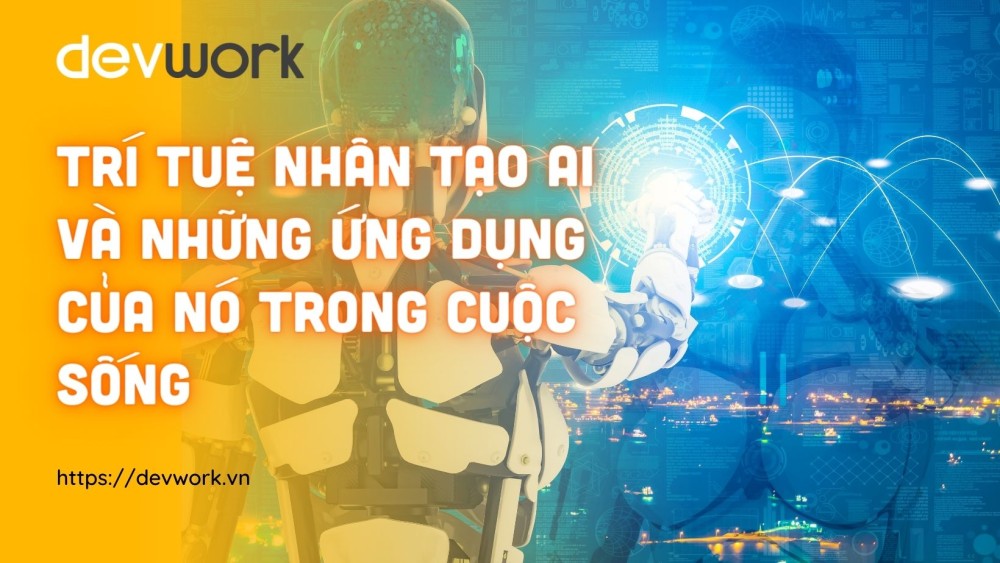 devwork
TRÍ TUỆ NHÂN TẠO AI
VÀ NHỮNG ỨNG DỤNG
CỦA NÓ TRONG CUỘC
SỐNG
https://devwork.vn